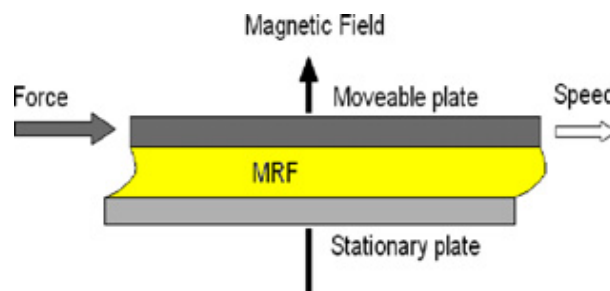 Magnetic Field
Force
Moveable plate
Speed
MRF
Stationary plate